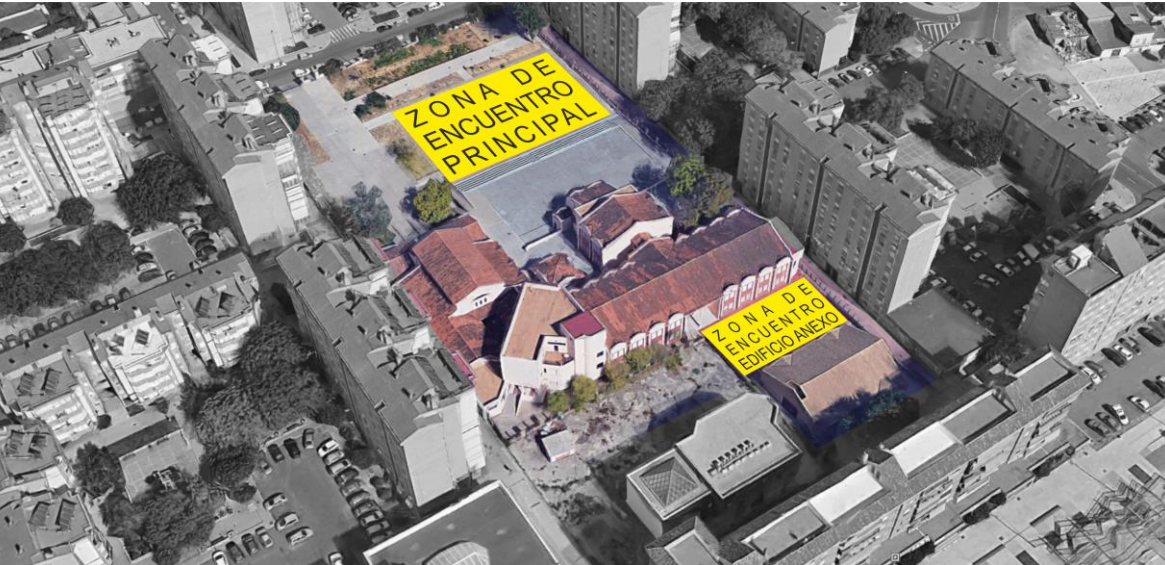 ZONA DE
ENCUENTRO
PRINCIPAL
ZONA DE
ENCUENTRO
EDIFICIO ANEXO